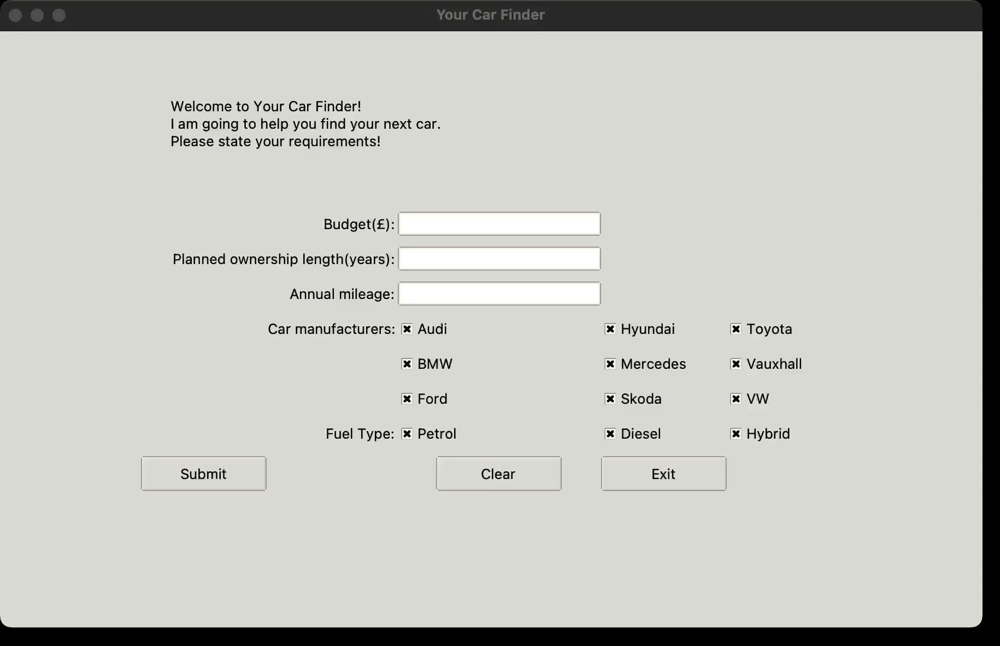 Your Car Finder
Welcome to Your Car Finder!
I am going to help you find your next car.
Please state your requirements!
Budget(£):
Planned ownership length(years):
Annual mileage:
Car manufacturers: Audi Hyundai Toyota
BMW Mercedes Vauxhall
Ford Skoda VW
Fuel Type: Petrol Diesel Hybrid
Submit Clear Exit